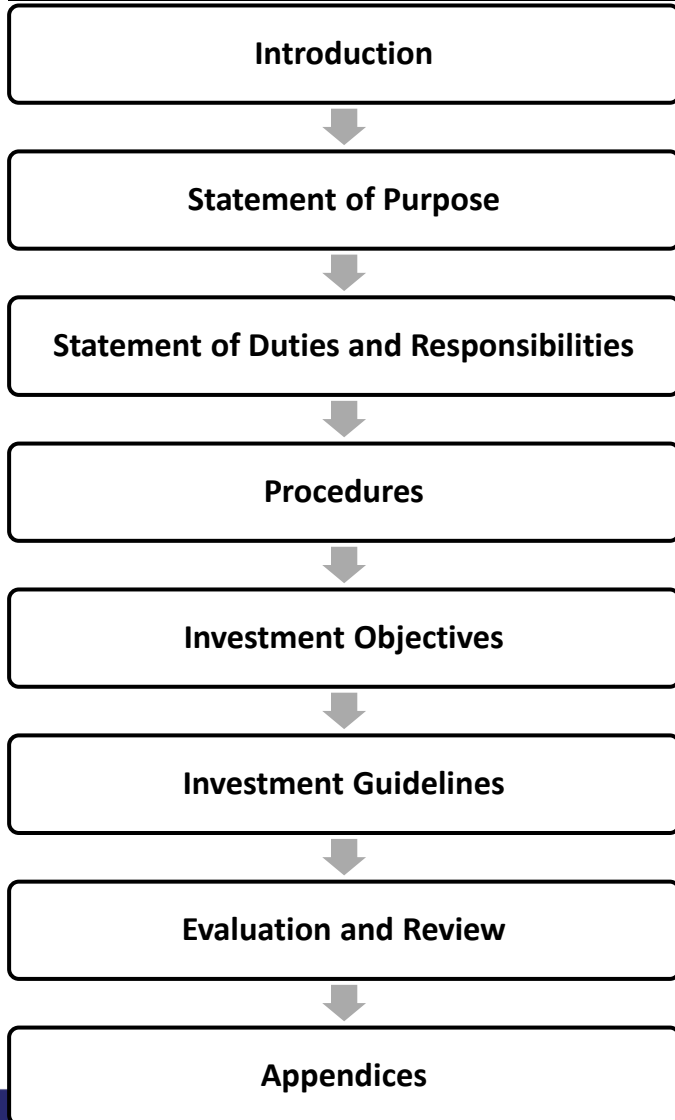 Introduction
Statement of Purpose
Statement of Duties and Responsibilities
Procedures
Investment Objectives
Investment Guidelines
Evaluation and Review
Appendices